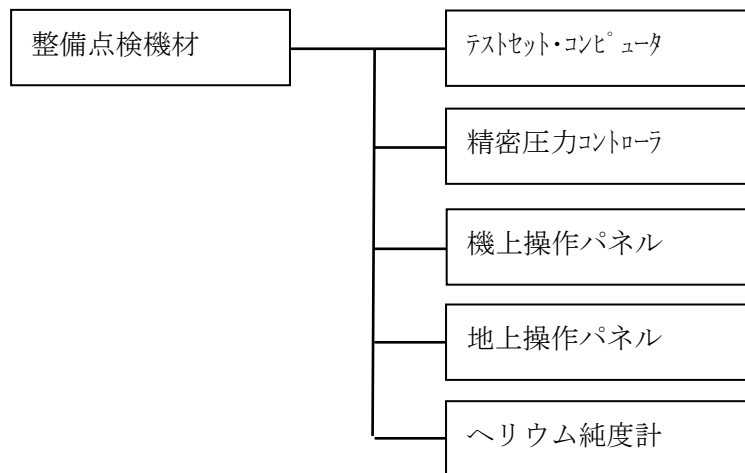 整備点検機材
ﾃｽﾄｾｯﾄ・ｺﾝﾋﾟｭｰﾀ
精密圧力ｺﾝﾄﾛｰﾗ
機上操作パネル
地上操作パネル
ヘリウム純度計